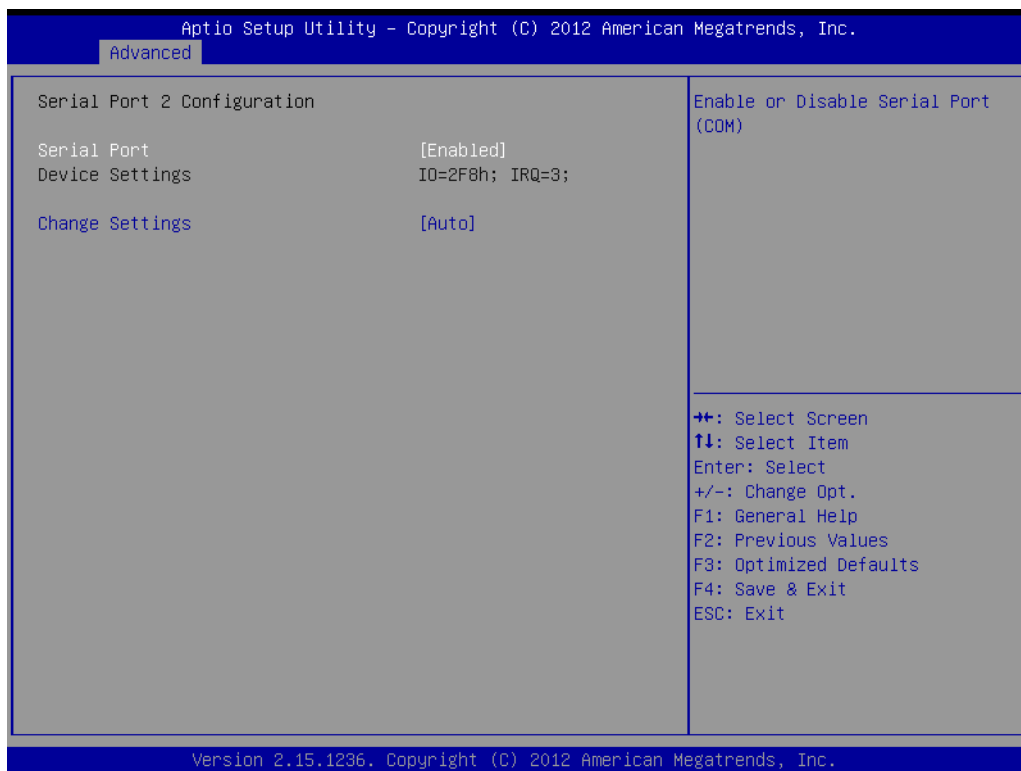 Aptio Setup Utility – Copyright (C) 2012 American Megatrends, Inc.
Advanced
Serial Port 2 Configuration
Serial Port [Enabled]
Device Settings IO=2F8h; IRQ=3;
Change Settings [Auto]
Enable or Disable Serial Port
(COM)
→←: Select Screen
↑↓: Select Item
Enter: Select
+/-: Change Opt.
F1: General Help
F2: Previous Values
F3: Optimized Defaults
F4: Save & Exit
ESC: Exit
Version 2.15.1236. Copyright (C) 2012 American Megatrends, Inc.